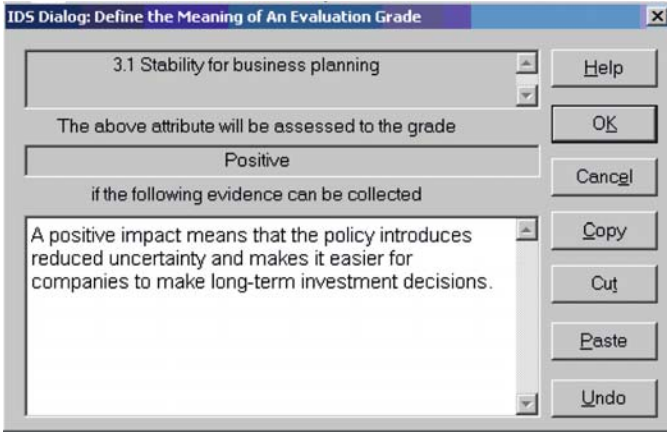 IDS Dialog: Define the Meaning of An Evaluation Grade
3.1 Stability for business planning
The above attribute will be assessed to the grade
Positive
if the following evidence can be collected
A positive impact means that the policy introduces
reduced uncertainty and makes it easier for
companies to make long-term investment decisions.
Help
OK
Cancel
Copy
Cut
Paste
Undo